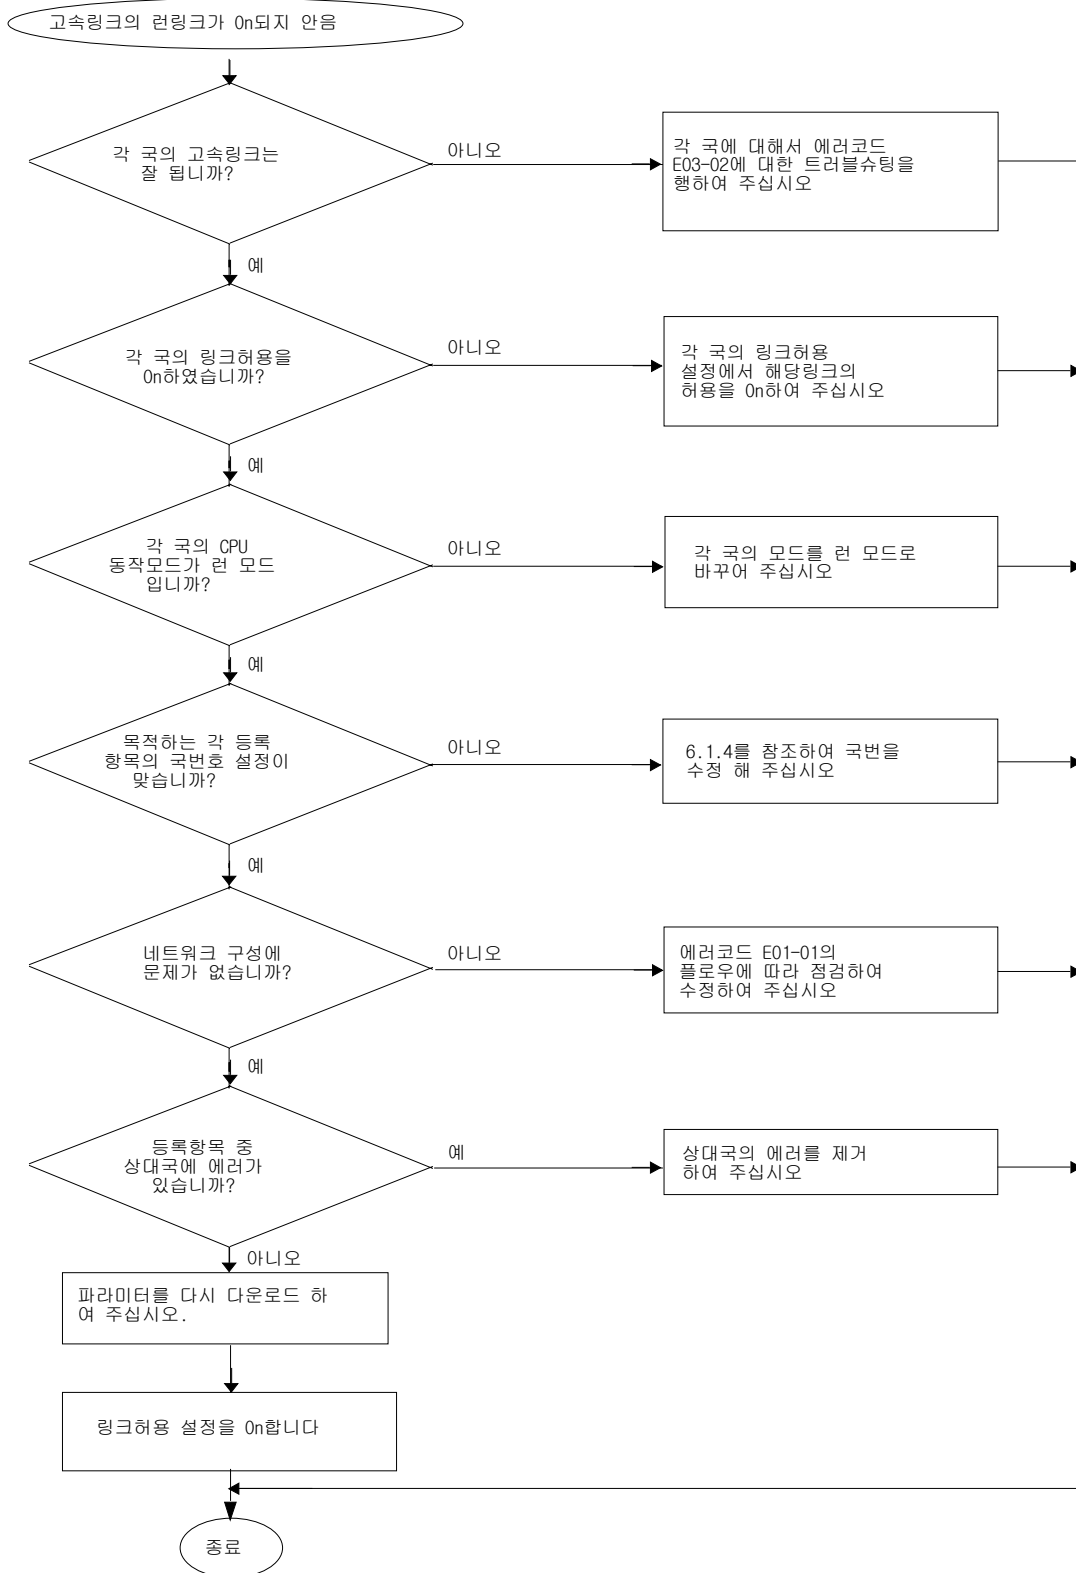 고속링크의 런링크가 On되지 안음
각 국의 고속링크는
잘 됩니까?
아니오
각 국에 대해서 에러코드
E03-02에 대한 트러블슈팅을
행하여 주십시오
예
각 국의 링크허용을
On하였습니까?
아니오
각 국의 링크허용
설정에서 해당링크의
허용을 On하여 주십시오
예
각 국의 CPU
동작모드가 런 모드
입니까?
아니오
각 국의 모드를 런 모드로
바꾸어 주십시오
예
목적하는 각 등록
항목의 국번호 설정이
맞습니까?
아니오
6.1.4를 참조하여 국번을
수정 해 주십시오
예
네트워크 구성에
문제가 없습니까?
아니오
에러코드 E01-01의
플로우에 따라 점검하여
수정하여 주십시오
예
등록항목 중
상대국에 에러가
있습니까?
예
상대국의 에러를 제거
하여 주십시오
아니오
파라미터를 다시 다운로드 하
여 주십시오.
링크허용 설정을 On합니다
종료